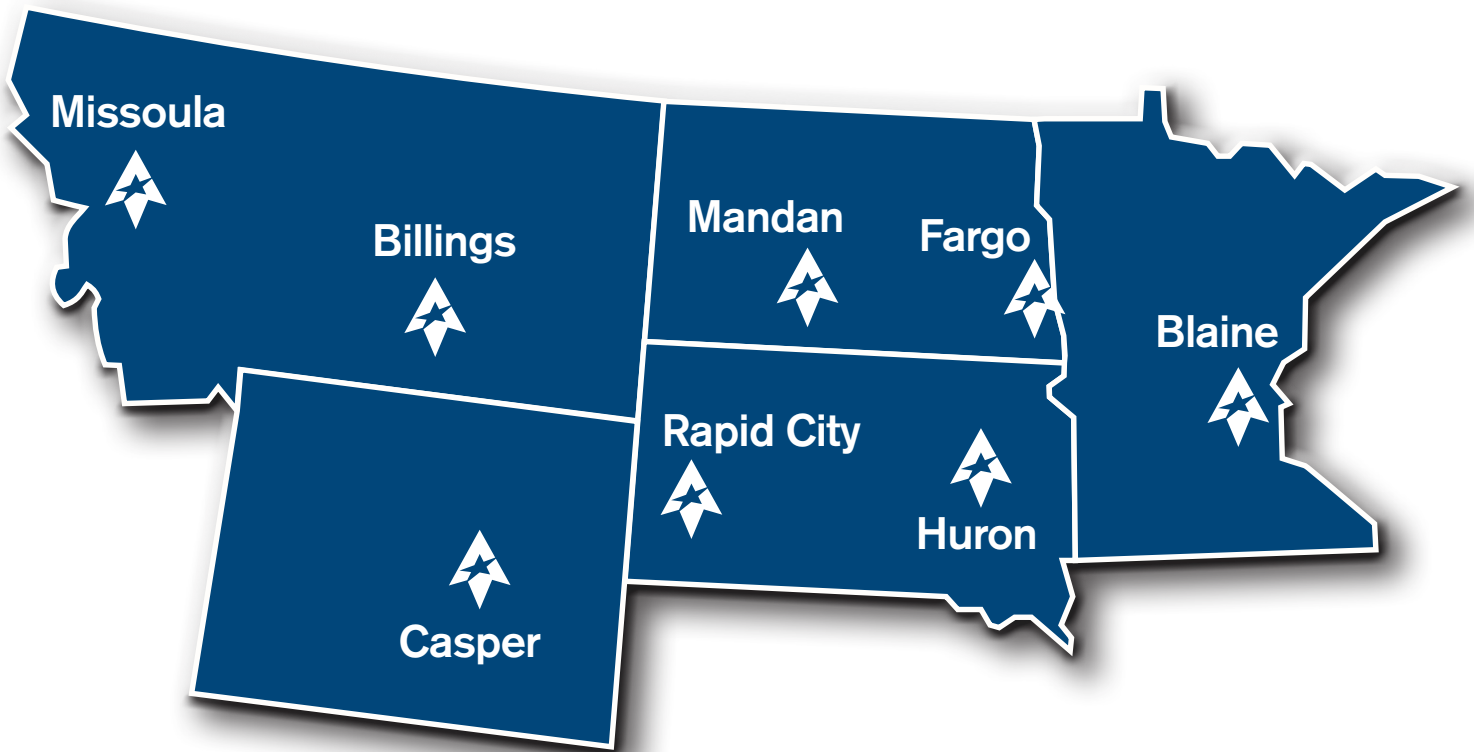 Missoula
Billings
Mandan
Fargo
Blaine
Rapid City
Huron
Casper